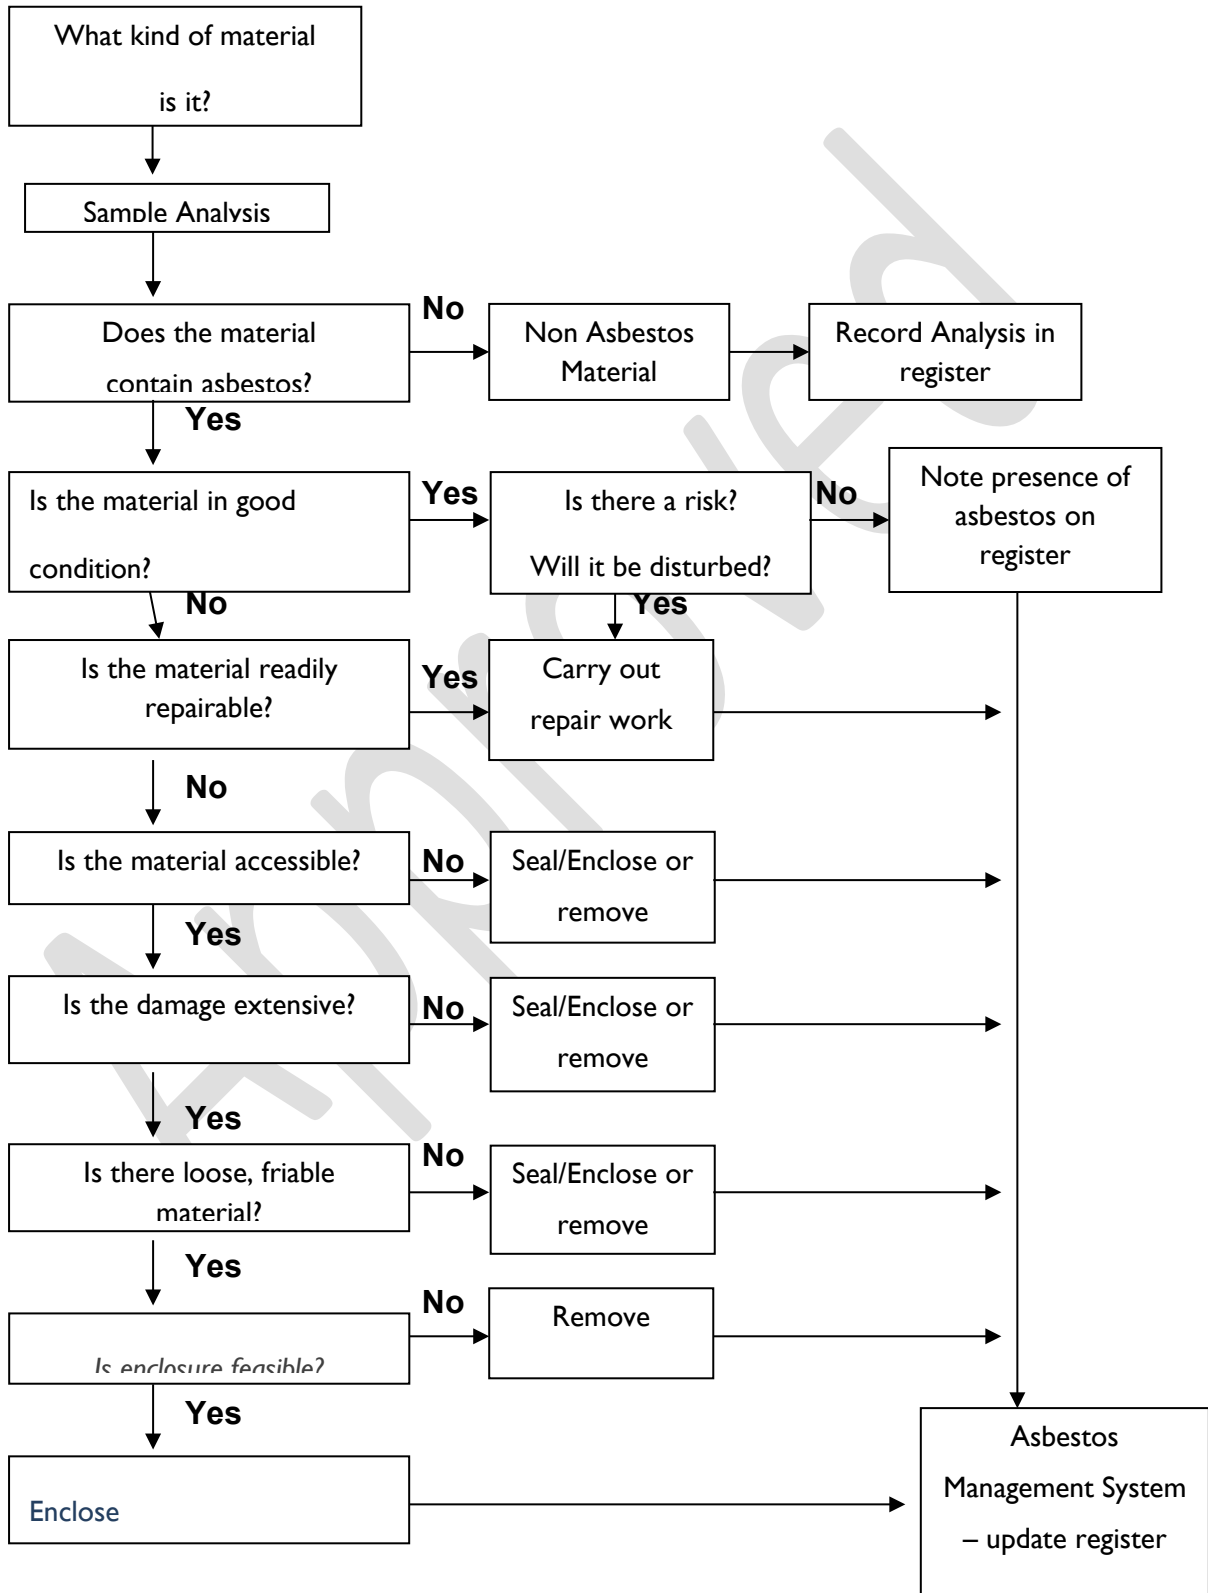 What kind of material
is it?
Sample Analysis
Does the material
contain asbestos?
No
Non Asbestos
Material
Record Analysis in
register
Yes
Is the material in good
condition?
Yes
Is there a risk?
Will it be disturbed?
No
Note presence of
asbestos on
register
No
Yes
Is the material readily
repairable?
Yes
Carry out
repair work
No
Is the material accessible?
No
Seal/Enclose or
remove
Yes
Is the damage extensive?
No
Seal/Enclose or
remove
Yes
Is there loose, friable
material?
No
Seal/Enclose or
remove
Yes
Is enclosure feasible?
No
Remove
Yes
Enclose
Asbestos
Management System
– update register
Approved